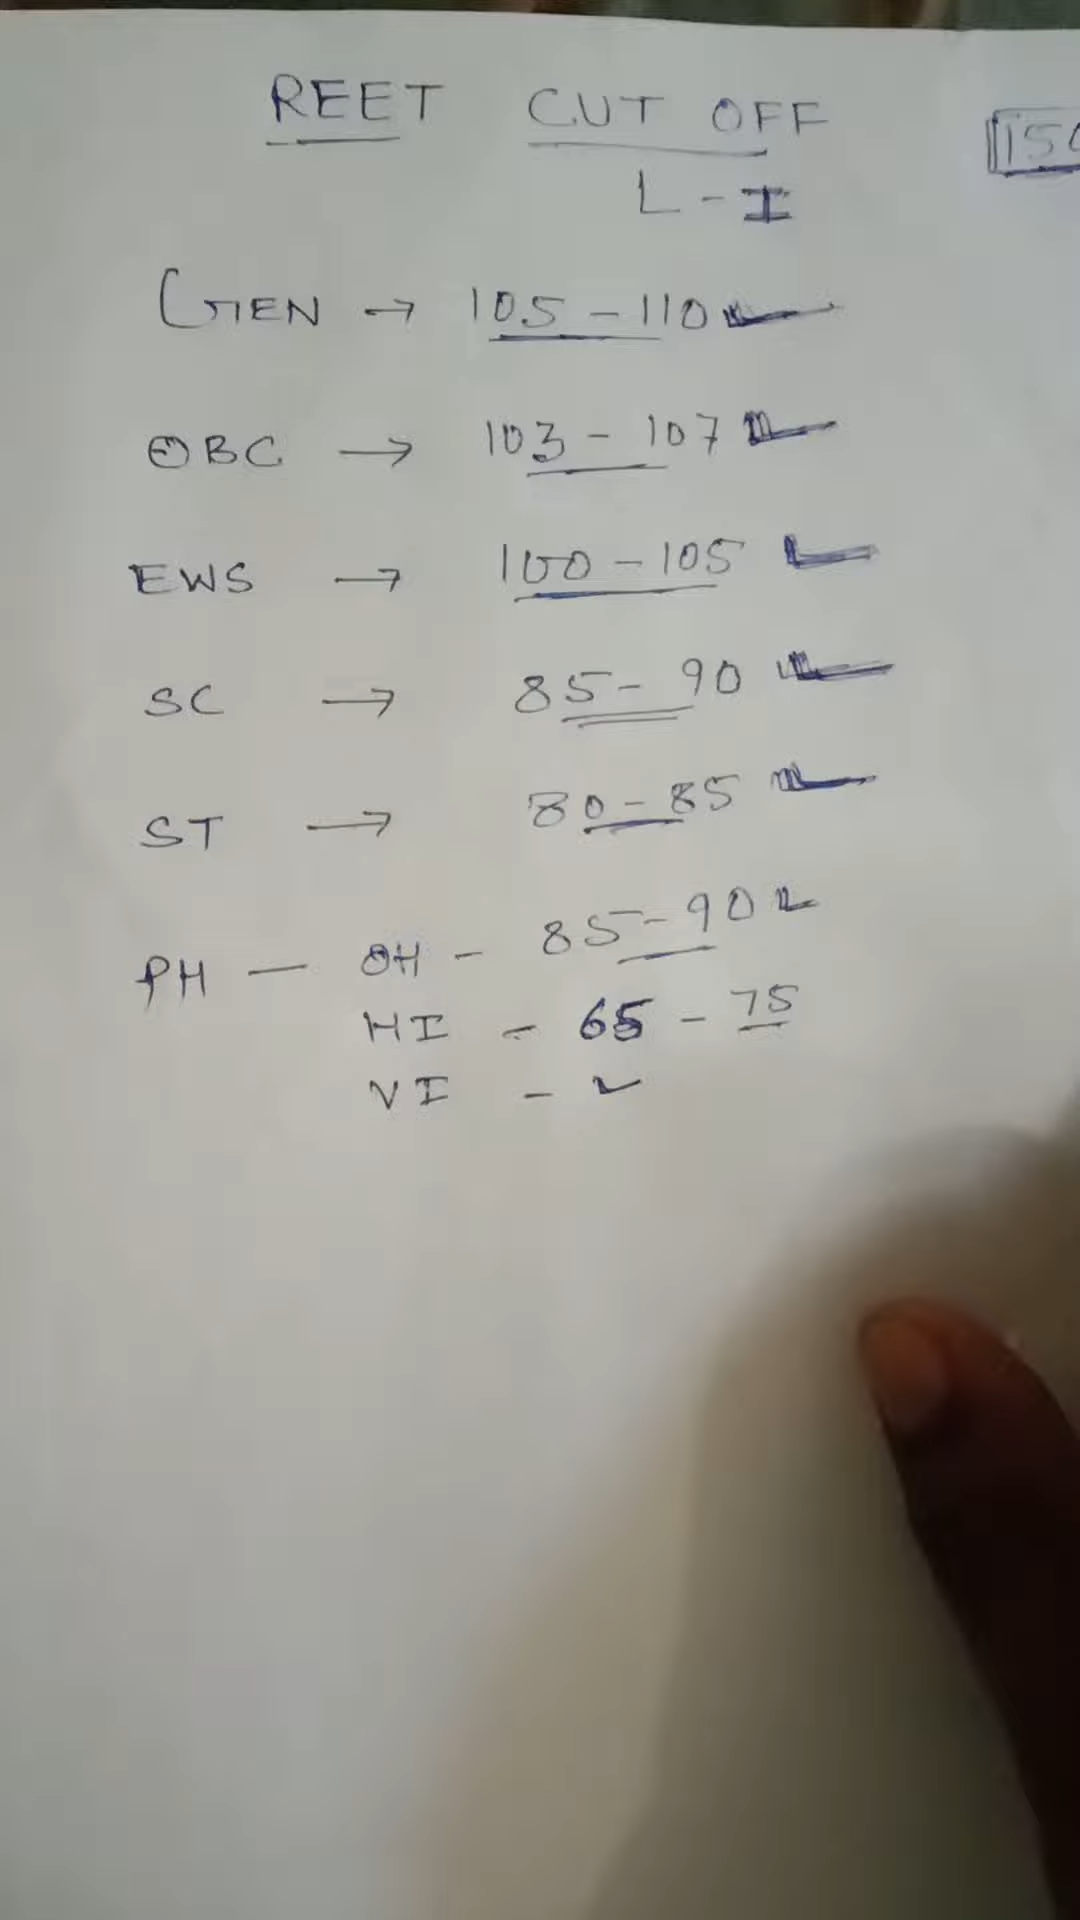 REET CUT OFF
L-I
GEN → 105-110
OBC → 103-107
EWS → 100-105
SC → 85-90
ST → 80-85
PH - OH - 85-90
HI - 65-75
VI -